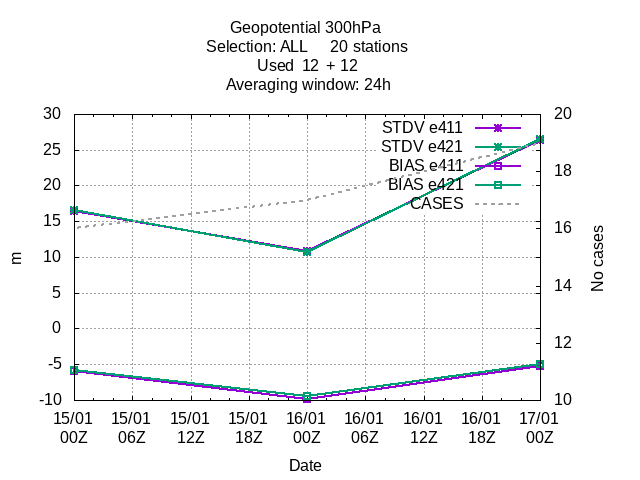 Geopotential 300hPa
Selection: ALL 20 stations
Used 12 + 12
Averaging window: 24h
30
25
20
15
10
5
0
-5
-10
m
20
18
16
14
12
10
No cases
STDV e411
STDV e421
BIAS e411
BIAS e421
CASES
15/01 15/01 15/01 15/01 16/01 16/01 16/01 16/01 17/01
00Z 06Z 12Z 18Z 00Z 06Z 12Z 18Z 00Z
Date